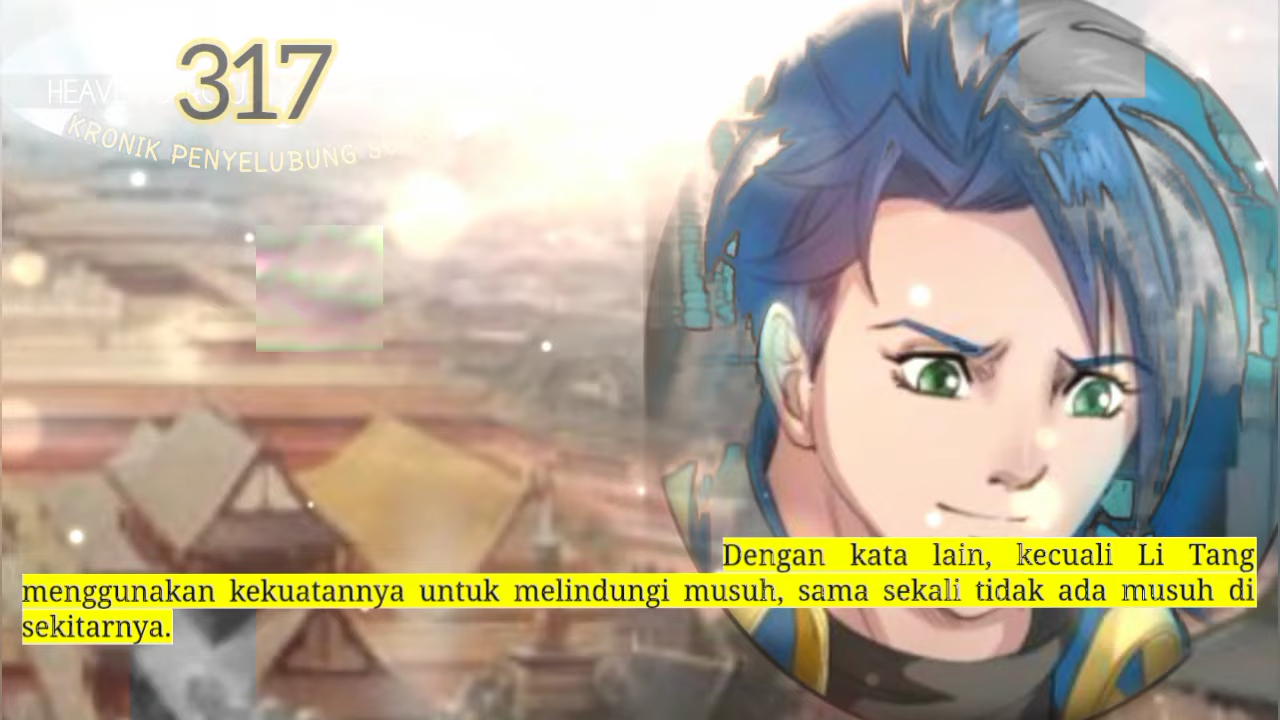 317
HEAV
KRONIK PENYELUBUNG
Dengan kata lain, kecuali Li Tang
menggunakan kekuatannya untuk melindungi musuh, sama sekali tidak ada musuh di
sekitarnya.